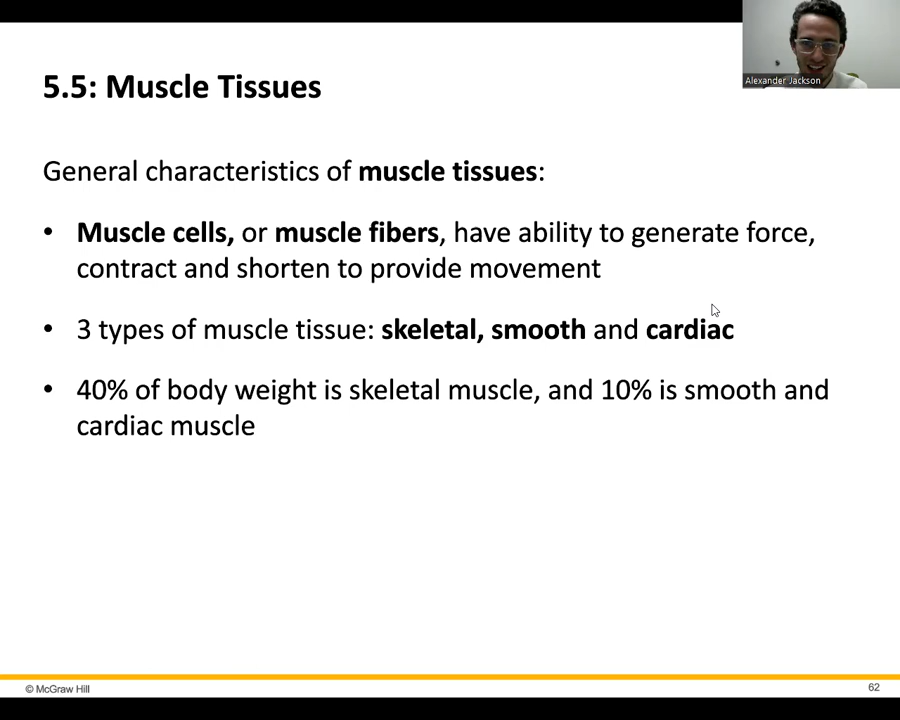 Alexander Jackson
5.5: Muscle Tissues
General characteristics of muscle tissues:
• Muscle cells, or muscle fibers, have ability to generate force,
contract and shorten to provide movement
• 3 types of muscle tissue: skeletal, smooth and cardiac
• 40% of body weight is skeletal muscle, and 10% is smooth and
cardiac muscle
© McGraw Hill
62